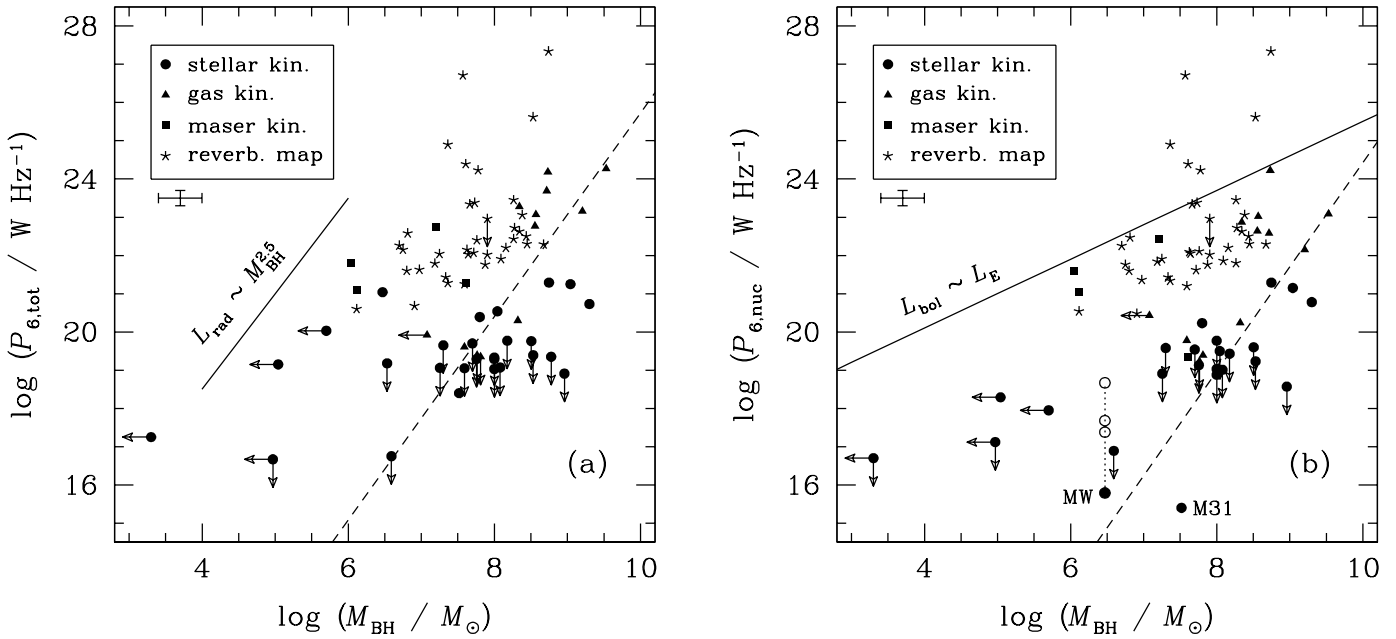 28
24
20
16
log (P6,tot / W Hz−1)
stellar kin.
gas kin.
maser kin.
reverb. map
Lrad ~ MBH2.5
(a)
4 6 8 10
log (MBH / M⊙)
28
24
20
16
log (P6,nuc / W Hz−1)
stellar kin.
gas kin.
maser kin.
reverb. map
Lbol ~ LE
(b)
MW
M31
4 6 8 10
log (MBH / M⊙)